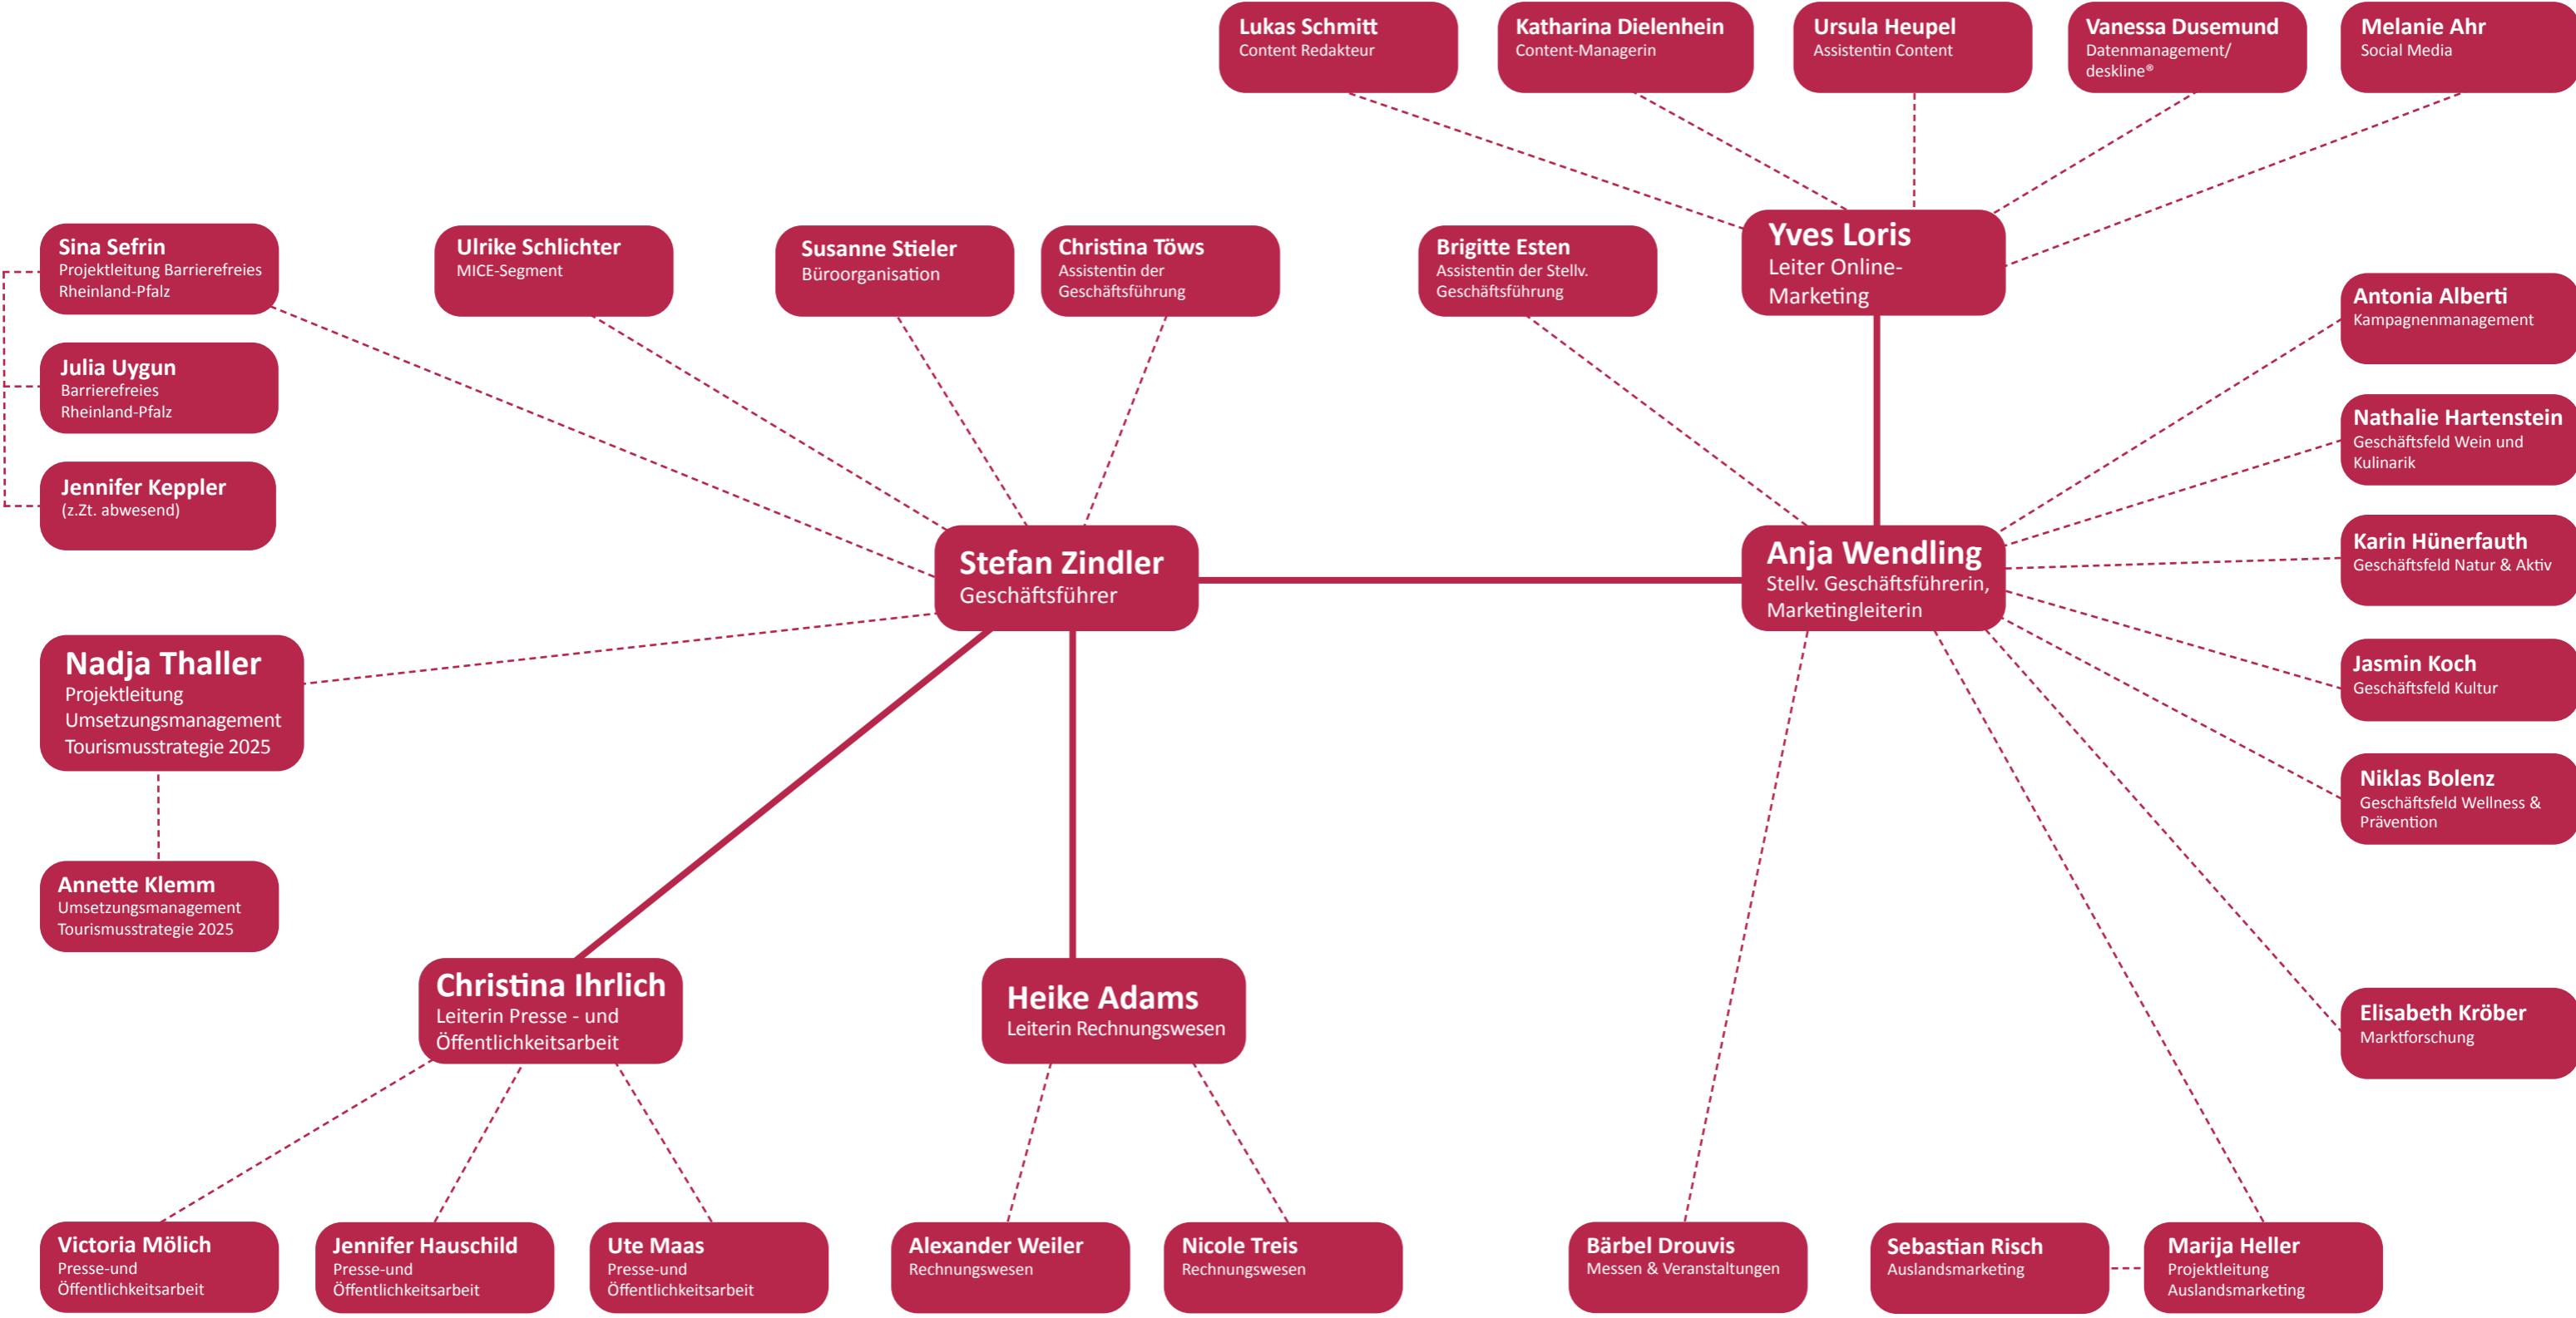 Lukas Schmitt
Content Redakteur
Katharina Dielenhein
Content-Managerin
Ursula Heupel
Assistentin Content
Vanessa Dusemund
Datenmanagement/
deskline®
Melanie Ahr
Social Media
Sina Sefrin
Projektleitung Barrierefreies
Rheinland-Pfalz
Ulrike Schlichter
MICE-Segment
Susanne Stieler
Büroorganisation
Christina Töws
Assistentin der
Geschäftsführung
Brigitte Esten
Assistentin der Stellv.
Geschäftsführung
Yves Loris
Leiter Online-
Marketing
Antonia Alberti
Kampagnenmanagement
Julia Uygun
Barrierefreies
Rheinland-Pfalz
Nathalie Hartenstein
Geschäftsfeld Wein und
Kulinarik
Jennifer Keppler
(z.Zt. abwesend)
Stefan Zindler
Geschäftsführer
Anja Wendling
Stellv. Geschäftsführerin,
Marketingleiterin
Karin Hünerfauth
Geschäftsfeld Natur & Aktiv
Nadja Thaller
Projektleitung
Umsetzungsmanagement
Tourismusstrategie 2025
Jasmin Koch
Geschäftsfeld Kultur
Niklas Bolenz
Geschäftsfeld Wellness &
Prävention
Annette Klemm
Umsetzungsmanagement
Tourismusstrategie 2025
Christina Ihrlich
Leiterin Presse - und
Öffentlichkeitsarbeit
Heike Adams
Leiterin Rechnungswesen
Elisabeth Kröber
Marktforschung
Victoria Mölich
Presse-und
Öffentlichkeitsarbeit
Jennifer Hauschild
Presse-und
Öffentlichkeitsarbeit
Ute Maas
Presse-und
Öffentlichkeitsarbeit
Alexander Weiler
Rechnungswesen
Nicole Treis
Rechnungswesen
Bärbel Drouvis
Messen & Veranstaltungen
Sebastian Risch
Auslandsmarketing
Marija Heller
Projektleitung
Auslandsmarketing